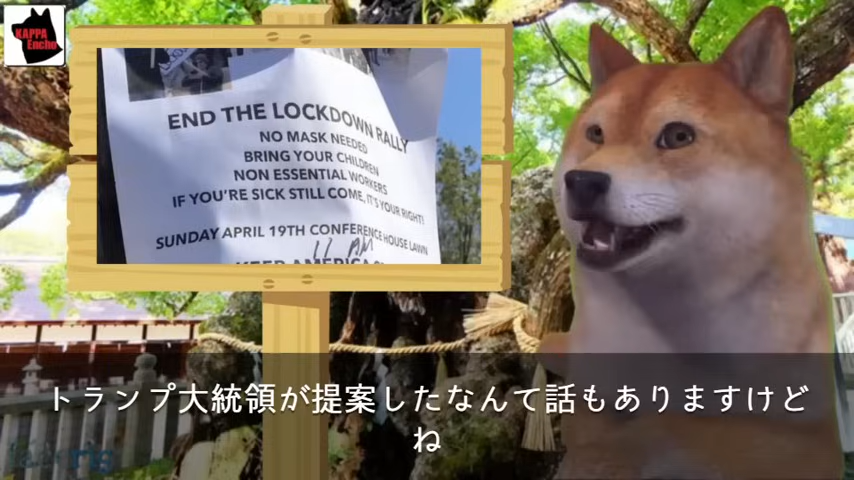 KAPPA
Encho
END THE LOCKDOWN RALLY
NO MASK NEEDED
BRING YOUR CHILDREN
NON ESSENTIAL WORKERS
IF YOU'RE SICK STILL COME, IT'S YOUR RIGHT!
SUNDAY APRIL 19TH CONFERENCE HOUSE LAWN
11 AM
KEEP AMERICA
トランプ大統領が提案したなんて話もありますけど
ね